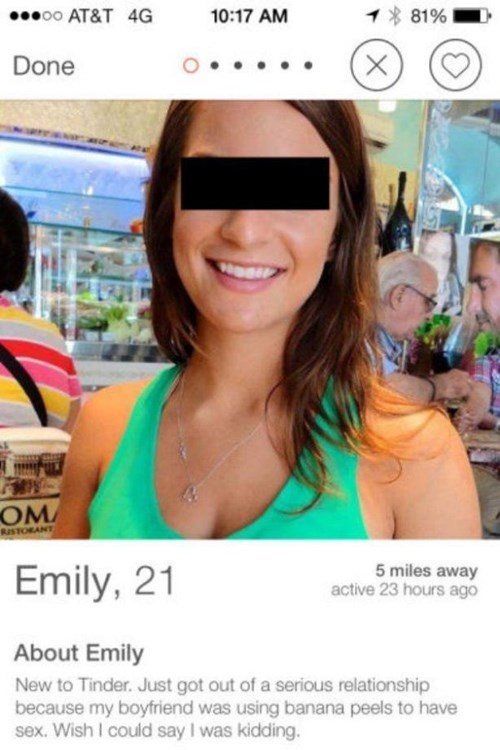 AT&T 4G 10:17 AM 81%
Done
OMA
RISTORANT
Emily, 21
5 miles away
active 23 hours ago
About Emily
New to Tinder. Just got out of a serious relationship
because my boyfriend was using banana peels to have
sex. Wish I could say I was kidding.